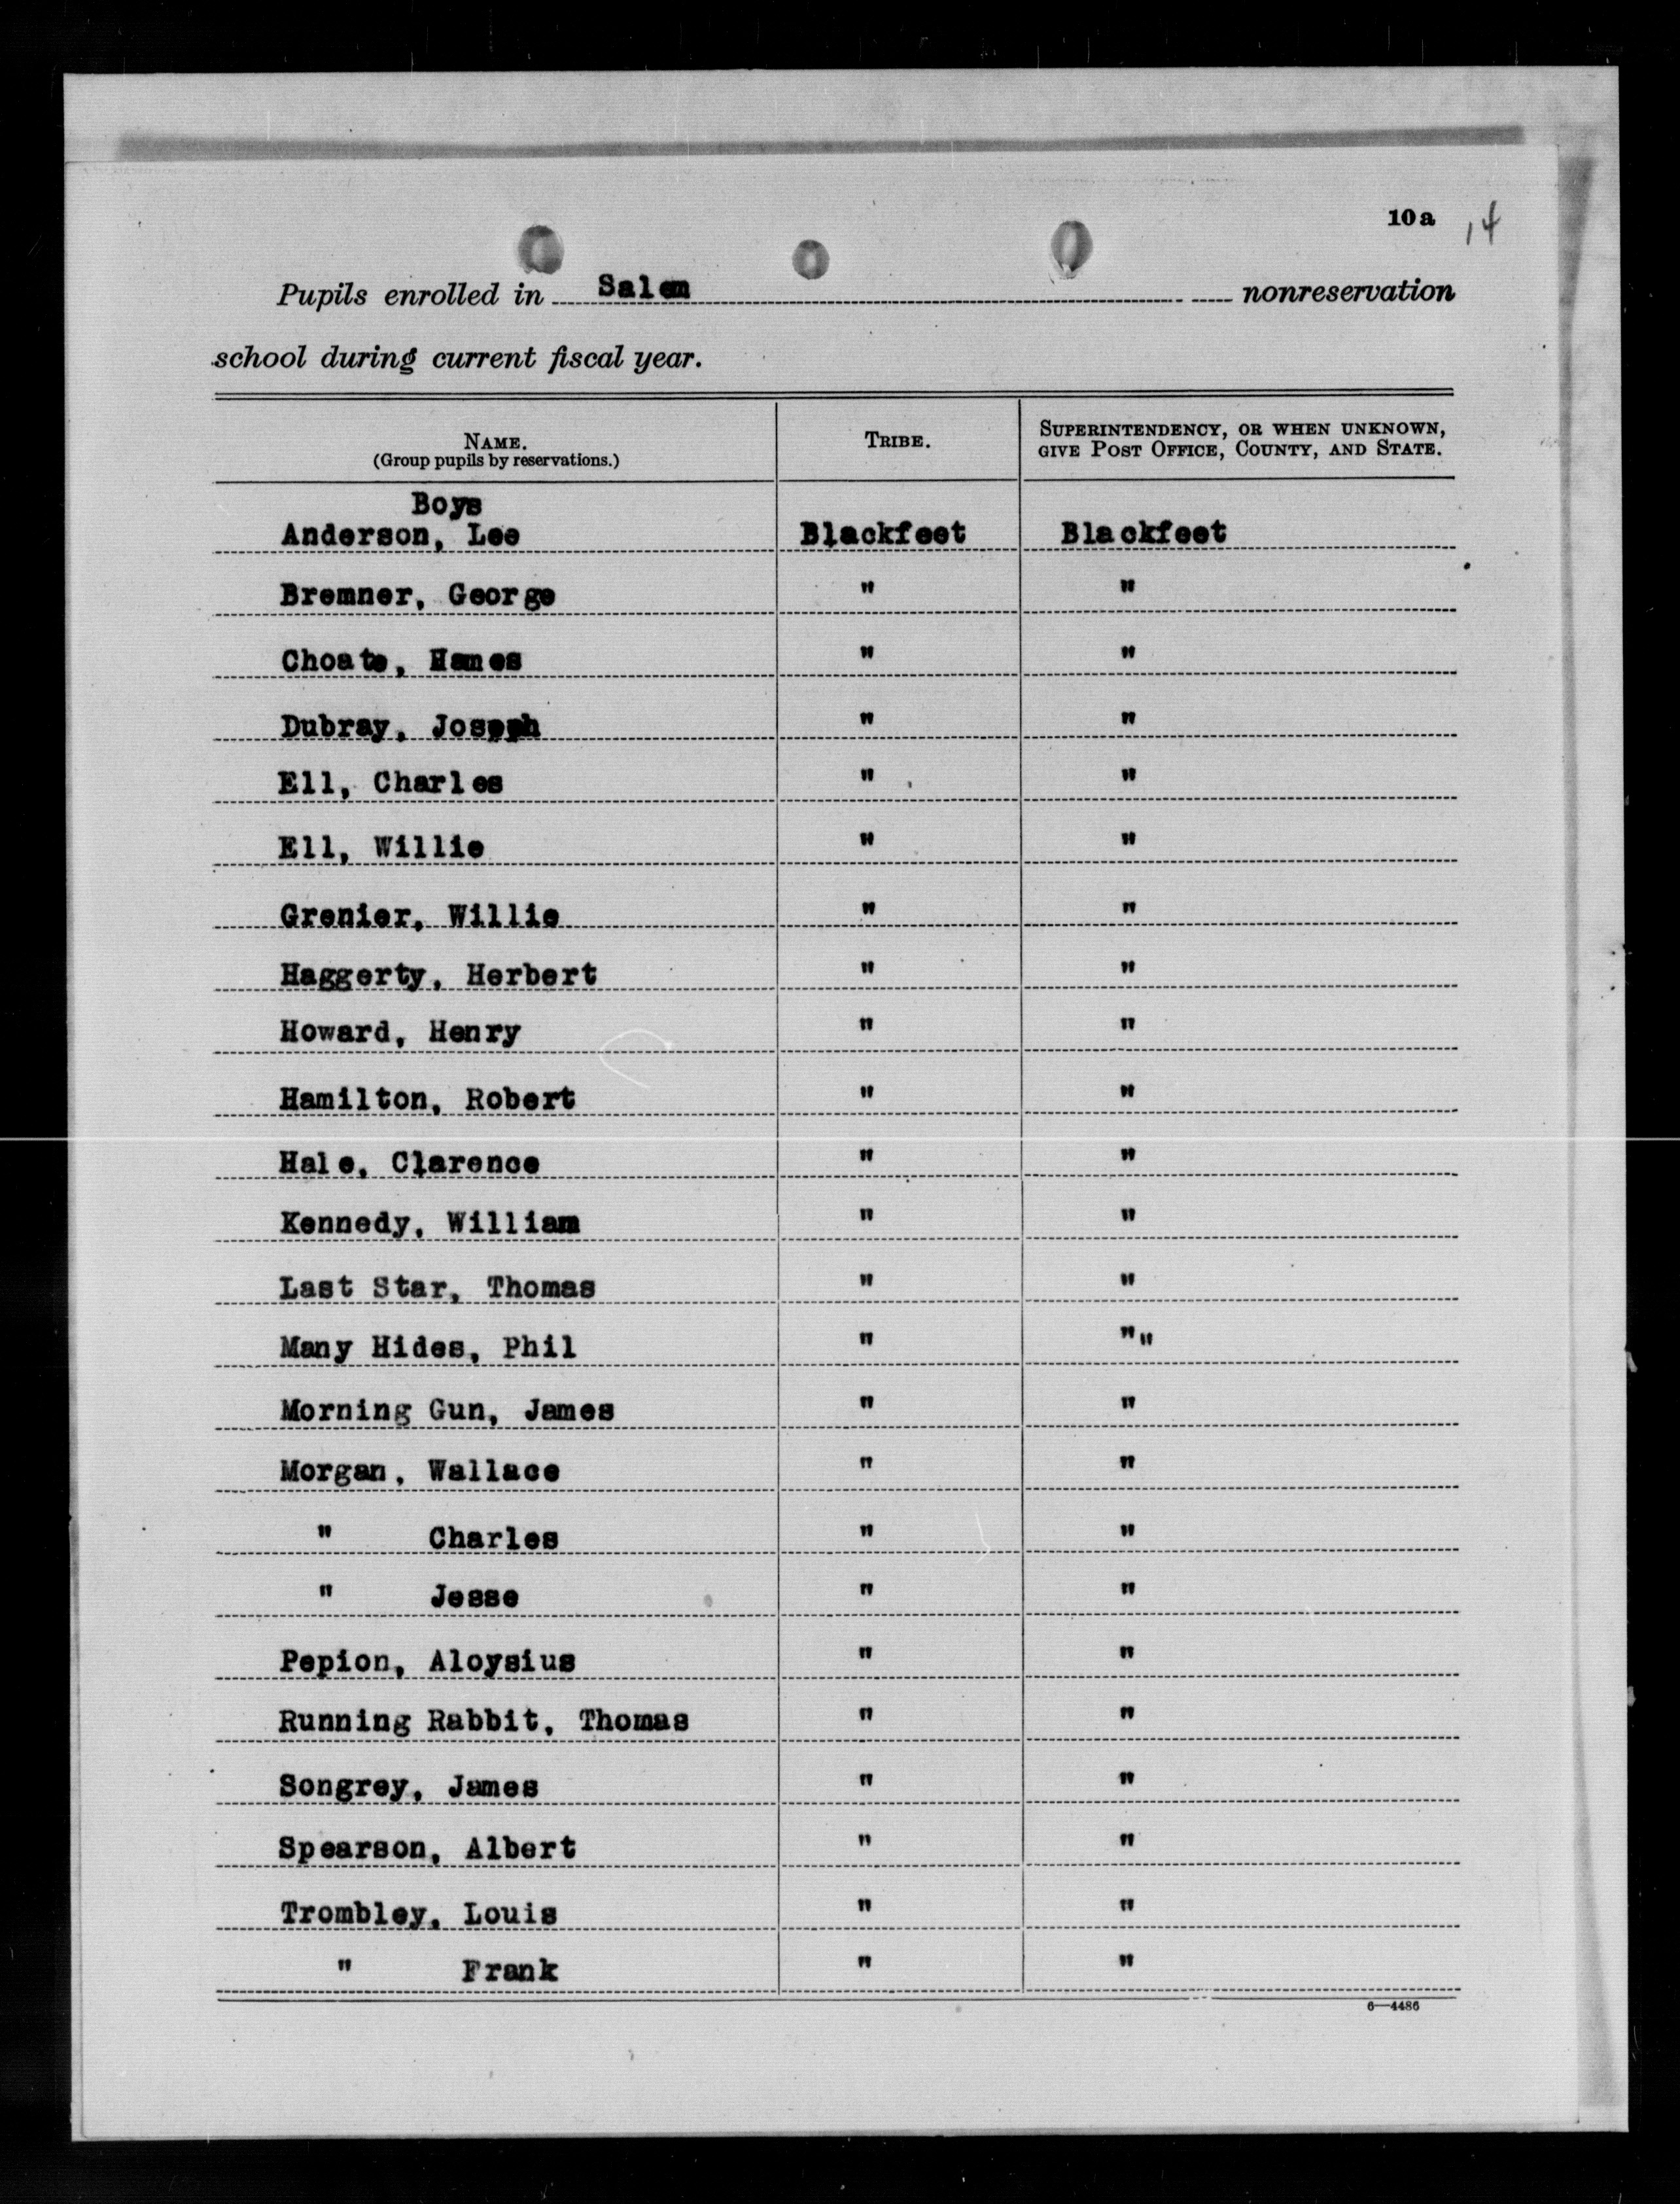 10a 14
Pupils enrolled in Salem nonreservation
school during current fiscal year.
NAME. TRIBE. SUPERINTENDENCY, OR WHEN UNKNOWN,
(Group pupils by reservations.) GIVE POST OFFICE, COUNTY, AND STATE.
Boys
Anderson, Lee Blackfeet Blackfeet
Bremner, George " "
Choate, Hames " "
Dubray, Joseph " "
Ell, Charles " "
Ell, Willie " "
Grenier, Willie " "
Haggerty, Herbert " "
Howard, Henry " "
Hamilton, Robert " "
Hale, Clarence " "
Kennedy, William " "
Last Star, Thomas " "
Many Hides, Phil " ""
Morning Gun, James " "
Morgan, Wallace " "
" Charles " "
" Jesse " "
Pepion, Aloysius " "
Running Rabbit, Thomas " "
Songrey, James " "
Spearson, Albert " "
Trombley, Louis " "
" Frank " "
6—4486